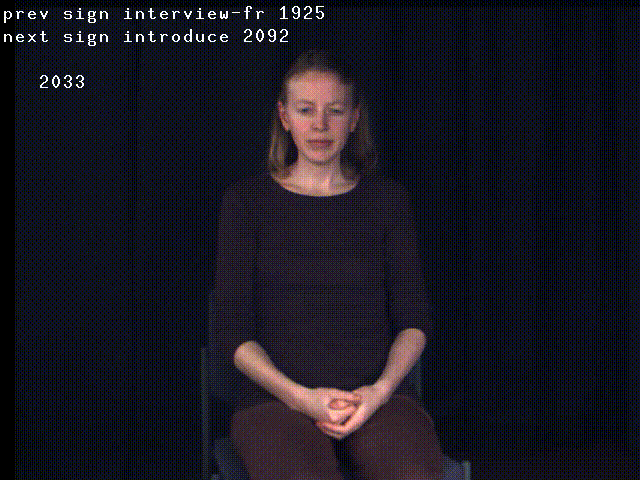 prev sign interview-fr 1925
next sign introduce 2092
2033